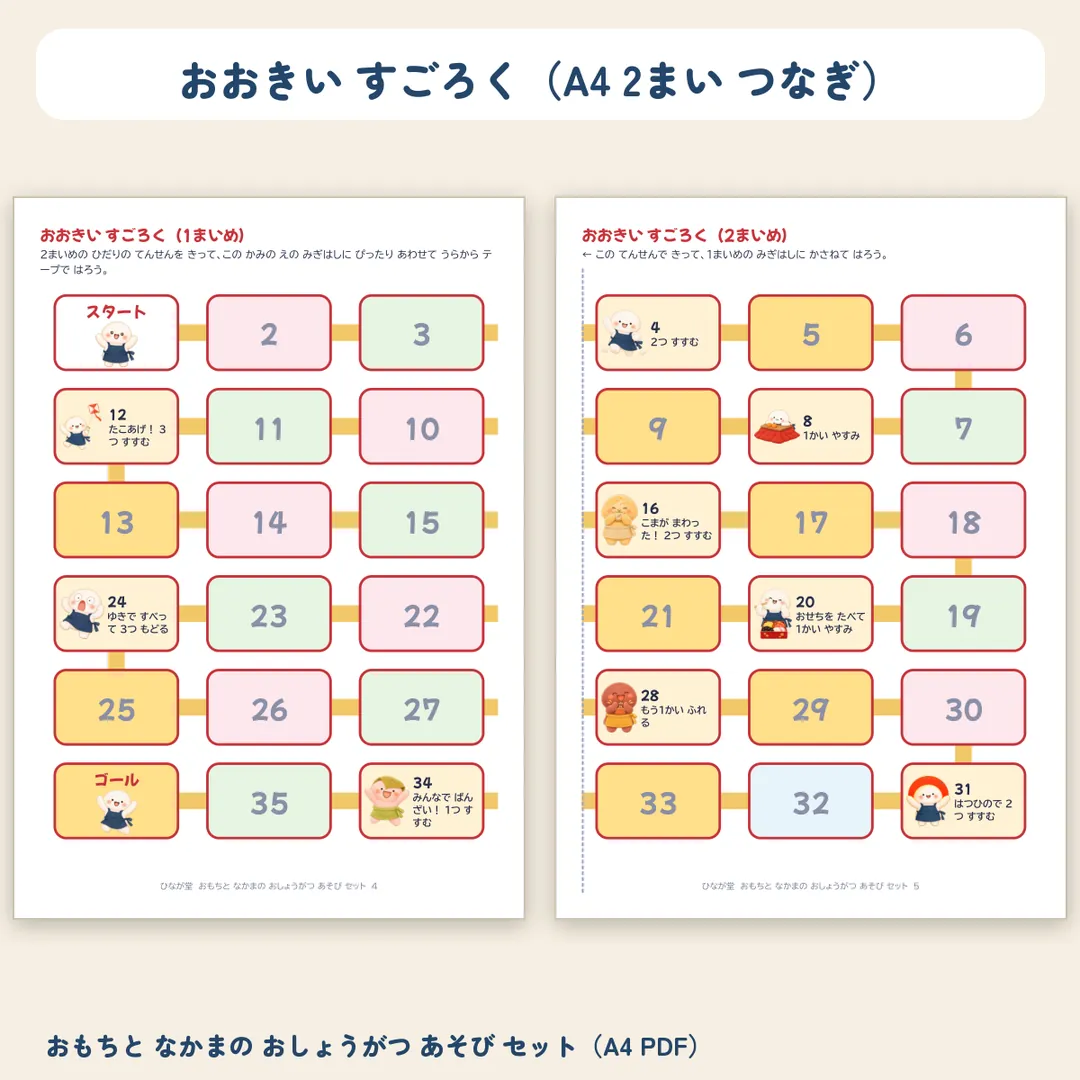 おおきい すごろく（A4 2まい つなぎ）
おおきい すごろく（1まいめ）
2まいめの ひだりの てんせんを きって、この かみの えの みぎはしに ぴったり あわせて うらから テ
ープで はろう。
スタート
2
3
12
たこあげ！ 3
つ すすむ
11
10
13
14
15
24
ゆきで すべっ
て 3つ もどる
23
22
25
26
27
ゴール
35
34
みんなで ばん
ざい！ 1つ す
すむ
ひなが堂 おもちと なかまの おしょうがつ あそび セット 4
おおきい すごろく（2まいめ）
← この てんせんで きって、1まいめの みぎはしに かさねて はろう。
4
2つ すすむ
5
6
9
8
1かい やすみ
7
16
こまが まわっ
た！ 2つ すすむ
17
18
21
20
おせちを たべて
1かい やすみ
19
28
もう1かい ふれ
る
29
30
33
32
31
はつひので 2
つ すすむ
ひなが堂 おもちと なかまの おしょうがつ あそび セット 5
おもちと なかまの おしょうがつ あそび セット（A4 PDF）